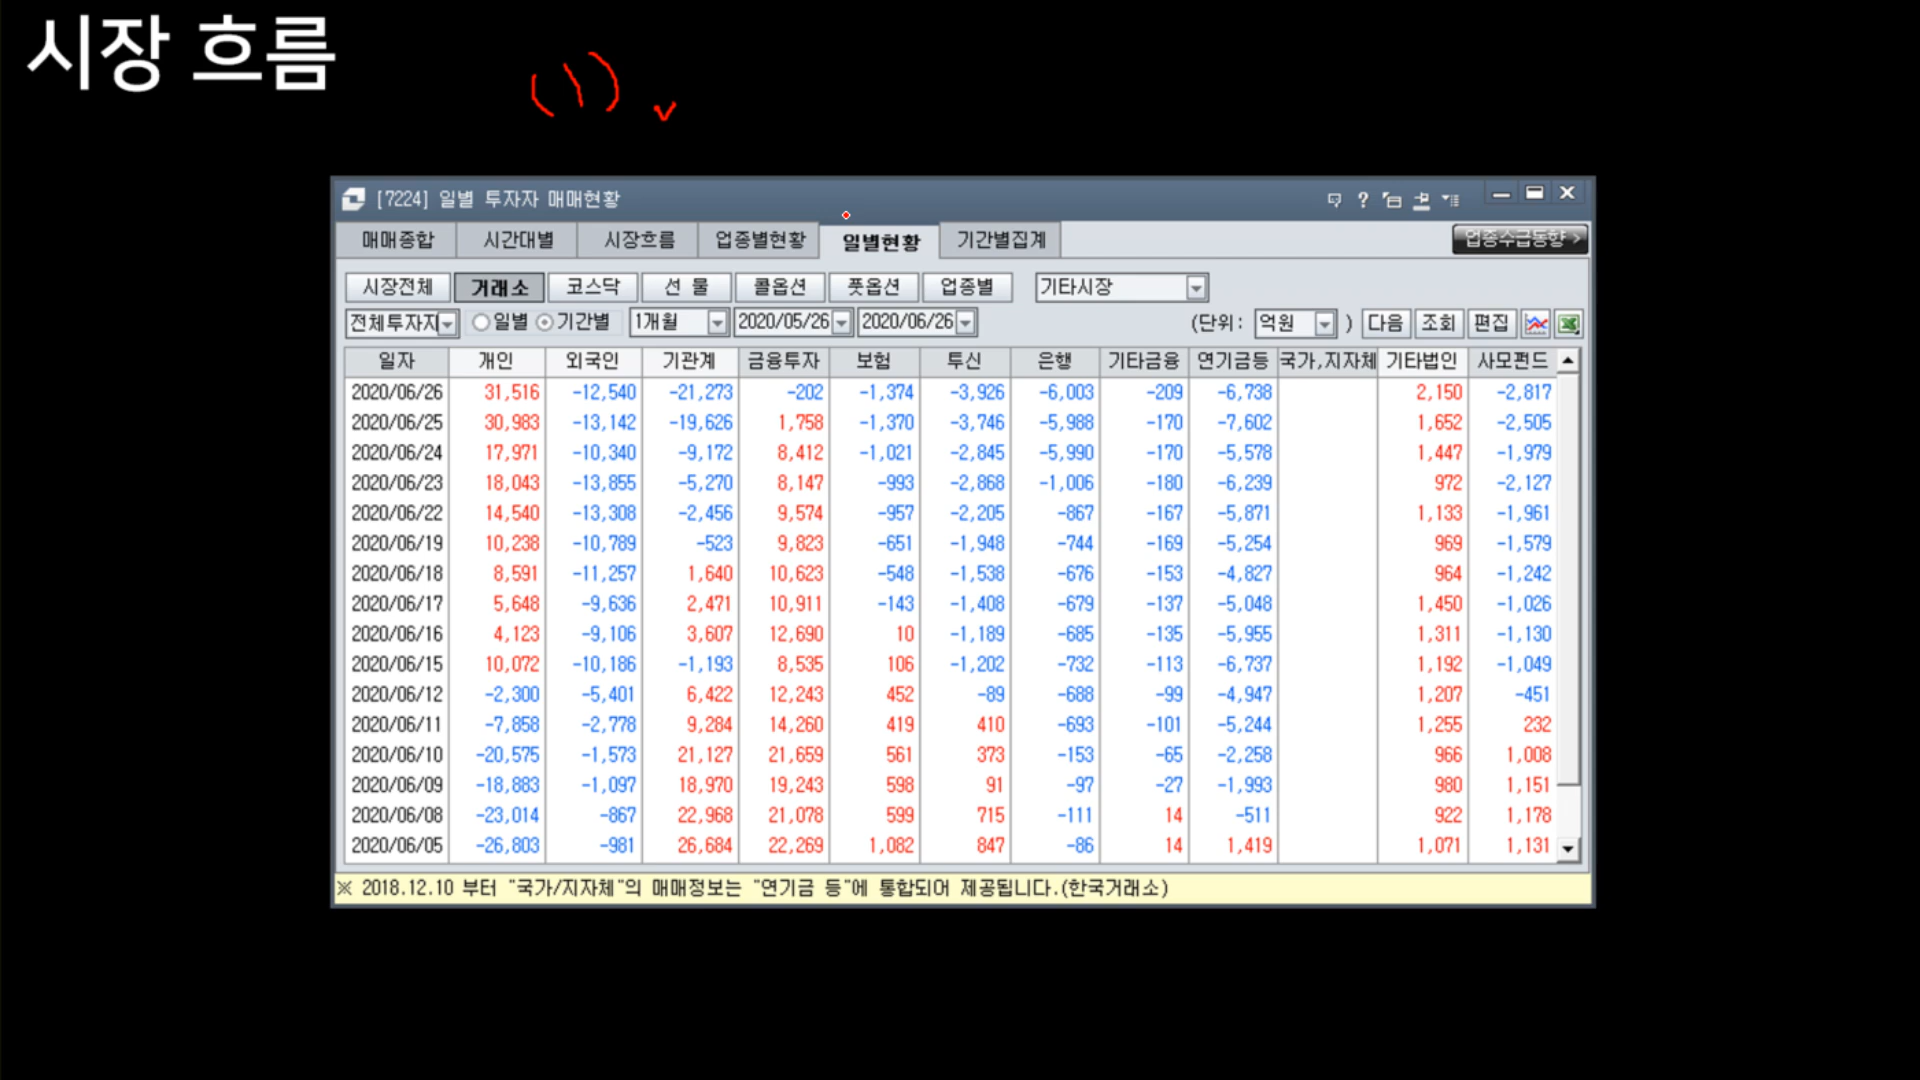 시장 흐름
(1)
[7224] 일별 투자자 매매현황
매매종합 시간대별 시장흐름 업종별현황 일별현황 기간별집계 업종수급동향 >
시장전체 거래소 코스닥 선 물 콜옵션 풋옵션 업종별 기타시장
전체투자자 일별 기간별 1개월 2020/05/26 2020/06/26 (단위: 억원 ) 다음 조회 편집
일자 개인 외국인 기관계 금융투자 보험 투신 은행 기타금융 연기금등 국가,지자체 기타법인 사모펀드
2020/06/26 31,516 -12,540 -21,273 -202 -1,374 -3,926 -6,003 -209 -6,738 2,150 -2,817
2020/06/25 30,983 -13,142 -19,626 1,758 -1,370 -3,746 -5,988 -170 -7,602 1,652 -2,505
2020/06/24 17,971 -10,340 -9,172 8,412 -1,021 -2,845 -5,990 -170 -5,578 1,447 -1,979
2020/06/23 18,043 -13,855 -5,270 8,147 -993 -2,868 -1,006 -180 -6,239 972 -2,127
2020/06/22 14,540 -13,308 -2,456 9,574 -957 -2,205 -867 -167 -5,871 1,133 -1,961
2020/06/19 10,238 -10,789 -523 9,823 -651 -1,948 -744 -169 -5,254 969 -1,579
2020/06/18 8,591 -11,257 1,640 10,623 -548 -1,538 -676 -153 -4,827 964 -1,242
2020/06/17 5,648 -9,636 2,471 10,911 -143 -1,408 -679 -137 -5,048 1,450 -1,026
2020/06/16 4,123 -9,106 3,607 12,690 10 -1,189 -685 -135 -5,955 1,311 -1,130
2020/06/15 10,072 -10,186 -1,193 8,535 106 -1,202 -732 -113 -6,737 1,192 -1,049
2020/06/12 -2,300 -5,401 6,422 12,243 452 -89 -688 -99 -4,947 1,207 -451
2020/06/11 -7,858 -2,778 9,284 14,260 419 410 -693 -101 -5,244 1,255 232
2020/06/10 -20,575 -1,573 21,127 21,659 561 373 -153 -65 -2,258 966 1,008
2020/06/09 -18,883 -1,097 18,970 19,243 598 91 -97 -27 -1,993 980 1,151
2020/06/08 -23,014 -867 22,968 21,078 599 715 -111 14 -511 922 1,178
2020/06/05 -26,803 -981 26,684 22,269 1,082 847 -86 14 1,419 1,071 1,131
※ 2018.12.10 부터 "국가/지자체"의 매매정보는 "연기금 등"에 통합되어 제공됩니다.(한국거래소)